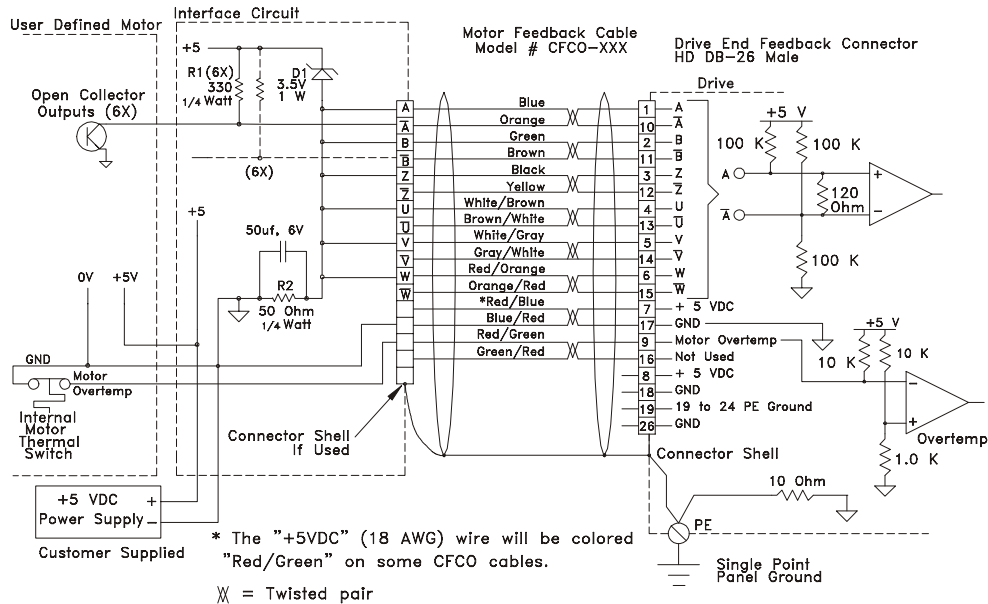 User Defined Motor
Interface Circuit
Motor Feedback Cable
Model # CFCO-XXX
Drive End Feedback Connector
HD DB-26 Male
Drive
+5
R1(6X)
330
1/4 Watt
D1
3.5V
1 W
Open Collector
Outputs (6X)
(6X)
+5
50uf, 6V
R2
50 Ohm
1/4 Watt
0V
+5V
GND
Motor
Overtemp
Internal
Motor
Thermal
Switch
Connector Shell
If Used
+5 VDC +
Power Supply −
Customer Supplied
A Blue 1 A
A̅ Orange 10 A̅
B Green 2 B
B̅ Brown 11 B̅
Z Black 3 Z
Z̅ Yellow 12 Z̅
U White/Brown 4 U
U̅ Brown/White 13 U̅
V White/Gray 5 V
V̅ Gray/White 14 V̅
W Red/Orange 6 W
W̅ Orange/Red 15 W̅
*Red/Blue 7 + 5 VDC
Blue/Red 17 GND
Red/Green 9 Motor Overtemp
Green/Red 16 Not Used
8 + 5 VDC
18 GND
19 19 to 24 PE Ground
26 GND
Connector Shell
+5 V
100 K
100 K
A
A̅
120
Ohm
+
−
100 K
+5 V
10 K
10 K
−
+
Overtemp
1.0 K
10 Ohm
PE
Single Point
Panel Ground
* The "+5VDC" (18 AWG) wire will be colored
"Red/Green" on some CFCO cables.
= Twisted pair